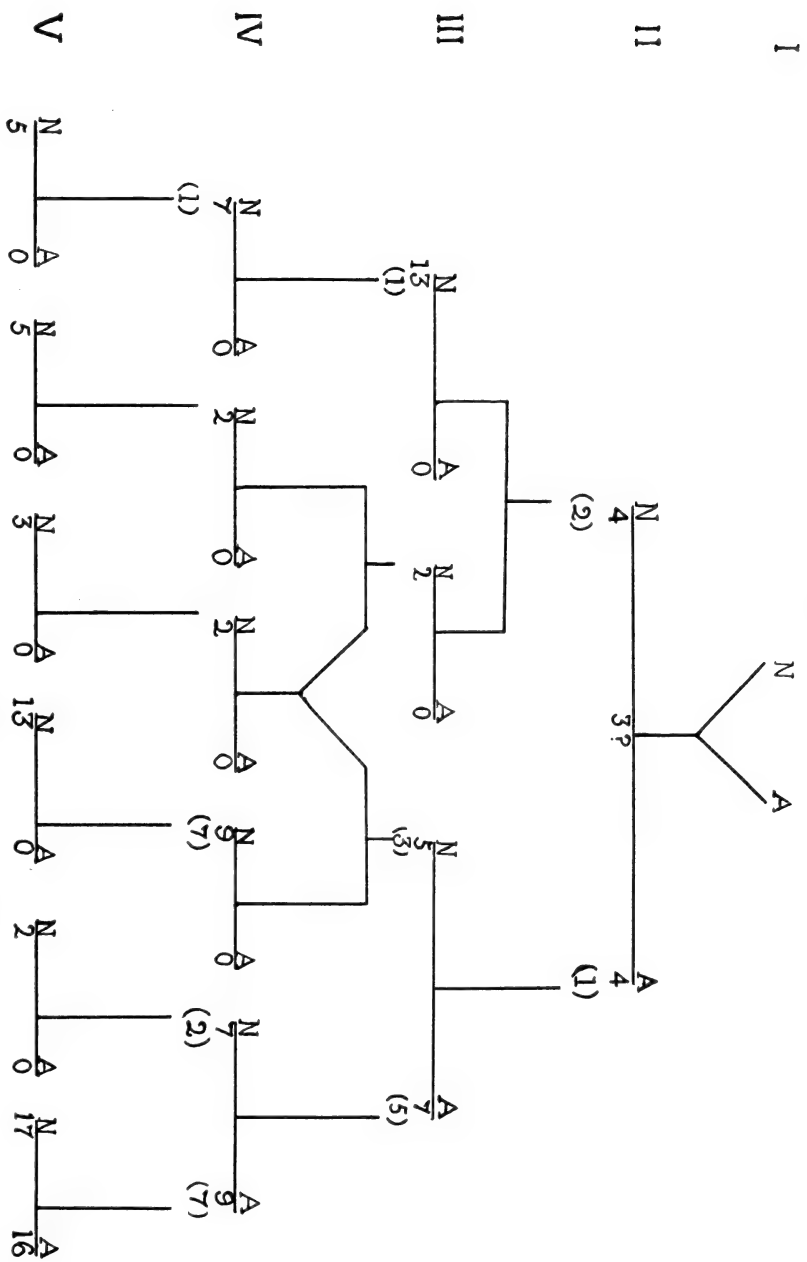 I N A
II N A
4 3? 4
(2) (1)
III N A N A N A
13 0 2 0 5 7
(1) (3) (5)
IV N A N A N A N A N A
7 0 2 0 2 0 9 0 7 9
(1) (7) (2) (7)
V N A N A N A N A N A N A
5 0 5 0 3 0 13 0 2 0 17 16